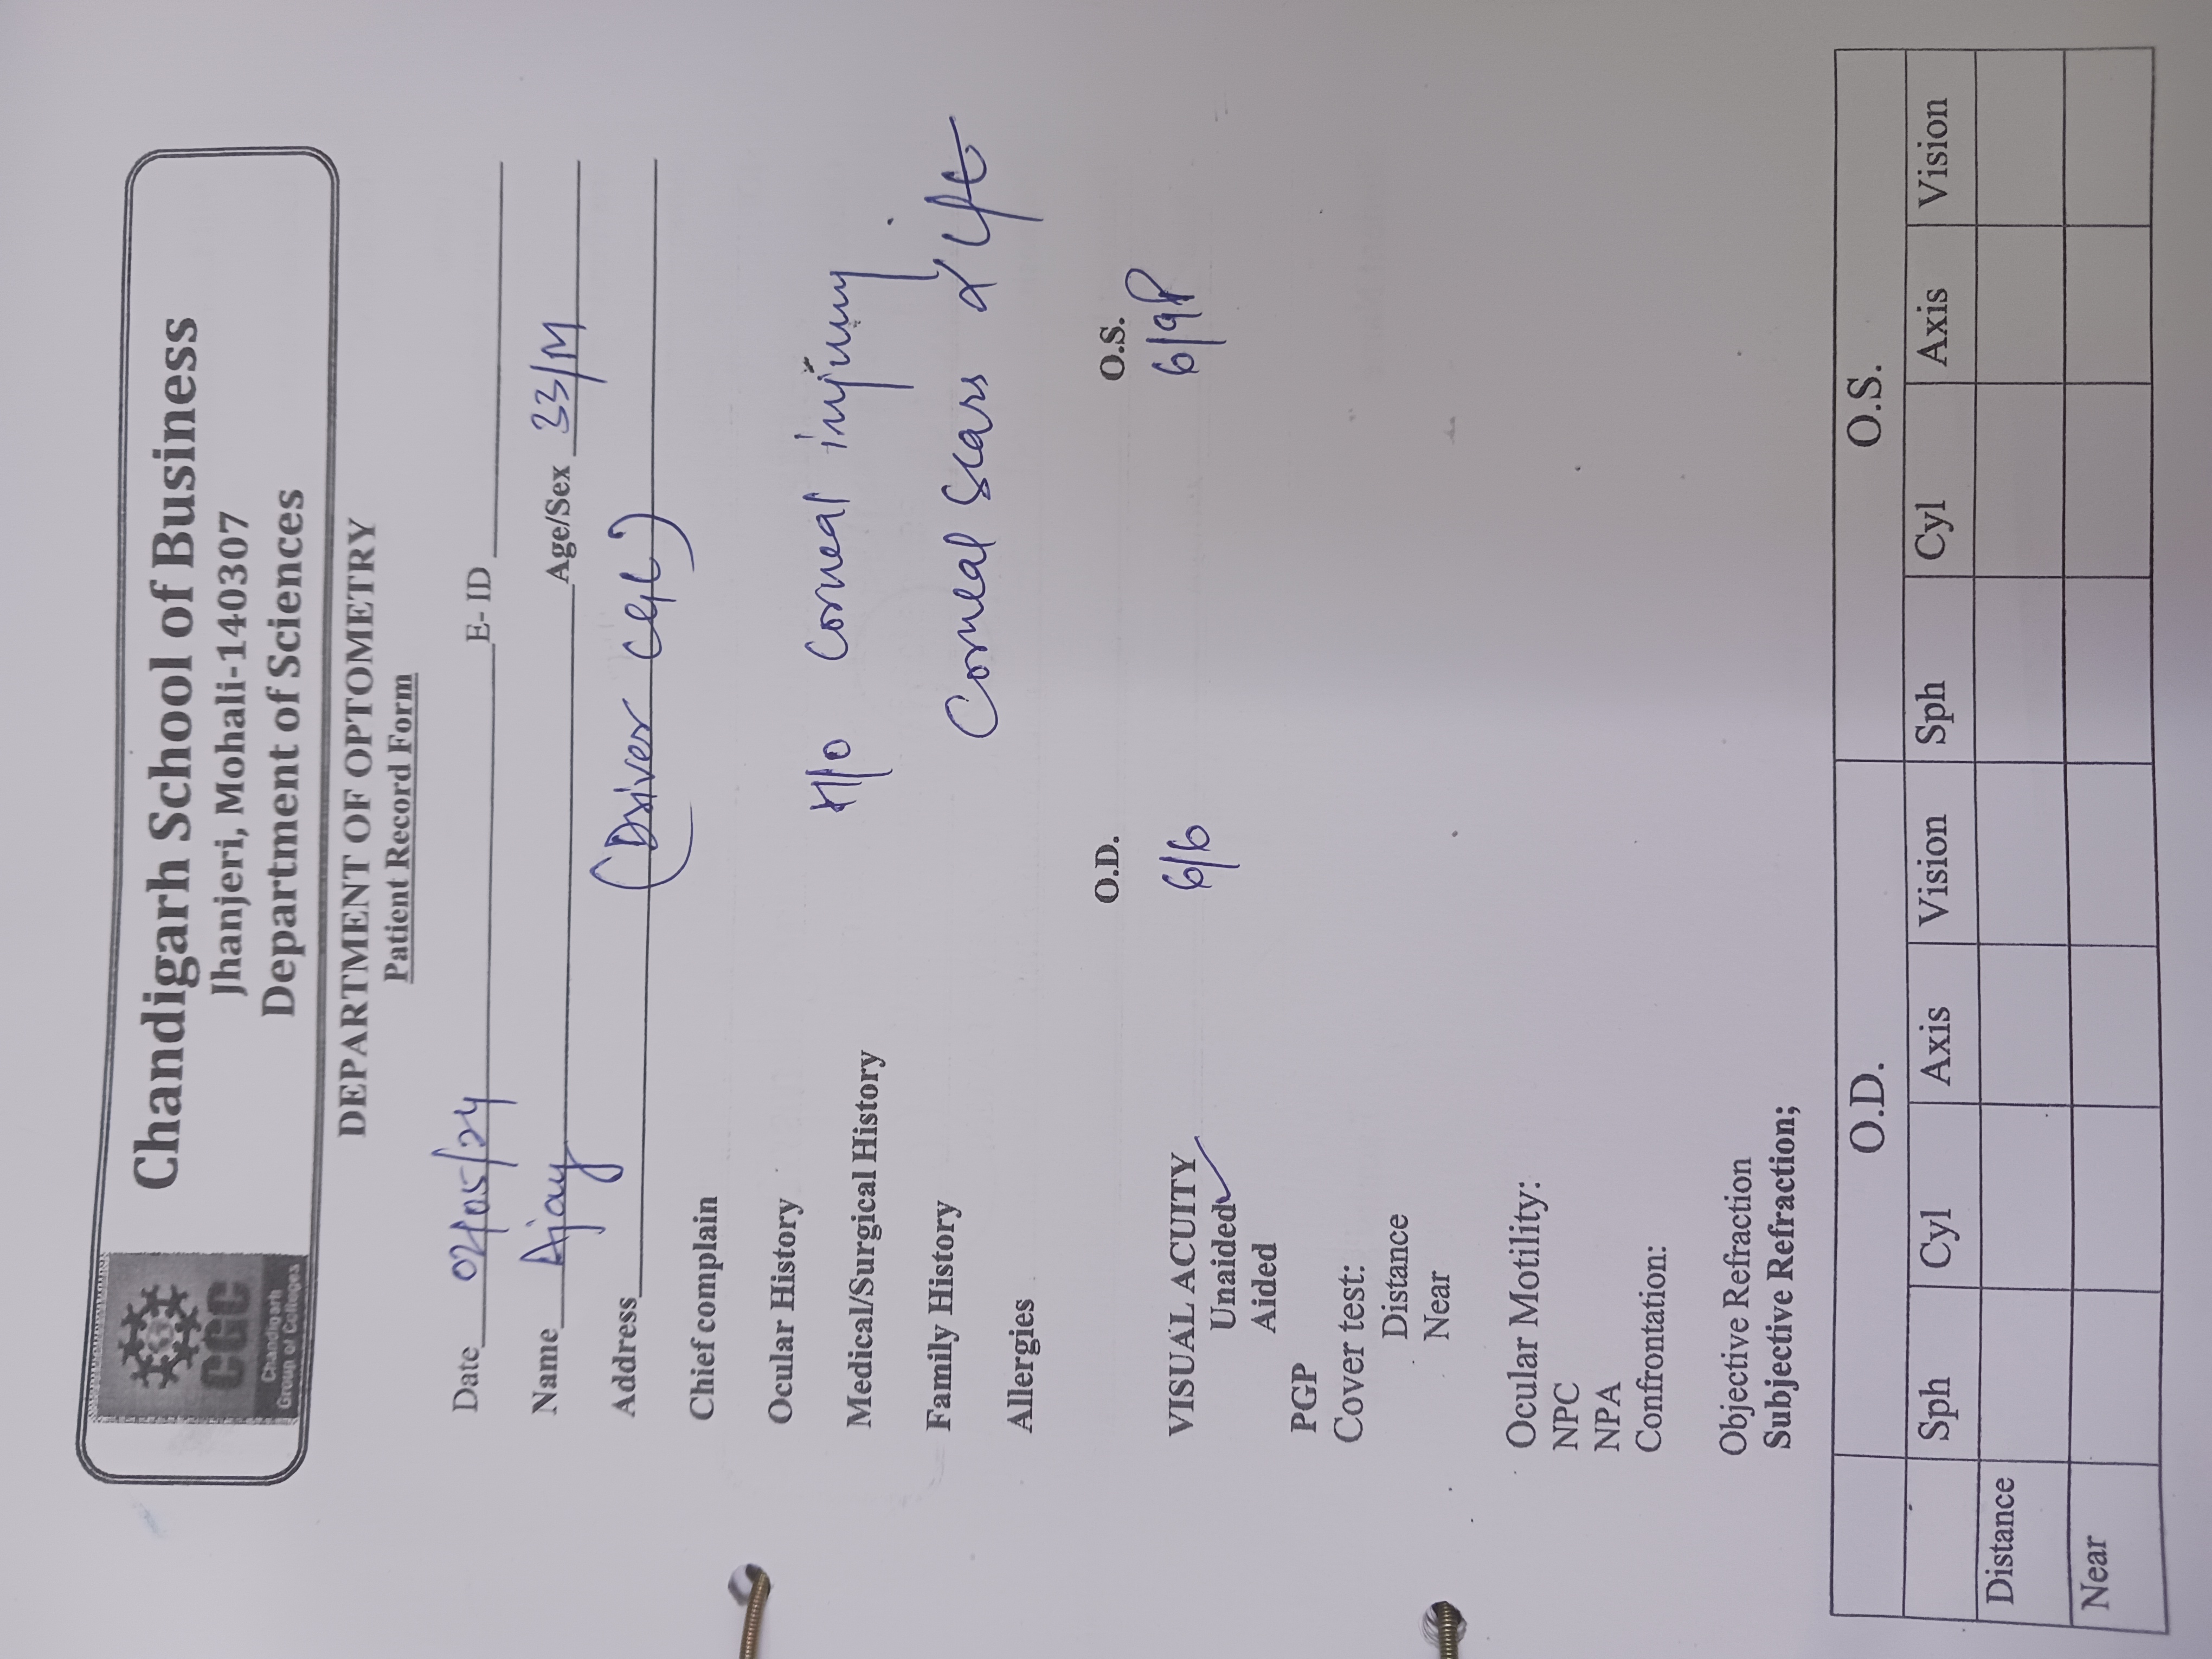 CGC
Chandigarh
Group of Colleges
Chandigarh School of Business
Jhanjeri, Mohali-140307
Department of Sciences
DEPARTMENT OF OPTOMETRY
Patient Record Form
Date 02/05/24 E- ID
Name Ajay Age/Sex 33/M
Address (Driver CGC)
Chief complain
Ocular History
H/o Corneal injury
Medical/Surgical History
Family History
Corneal Scars
Allergies
O.D. O.S.
VISUAL ACUITY 6/6 6/9P
Unaided✓
Aided
PGP
Cover test:
Distance
Near
Ocular Motility:
NPC
NPA
Confrontation:
Objective Refraction
Subjective Refraction;
O.D. O.S.
Sph Cyl Axis Vision Sph Cyl Axis Vision
Distance
Near